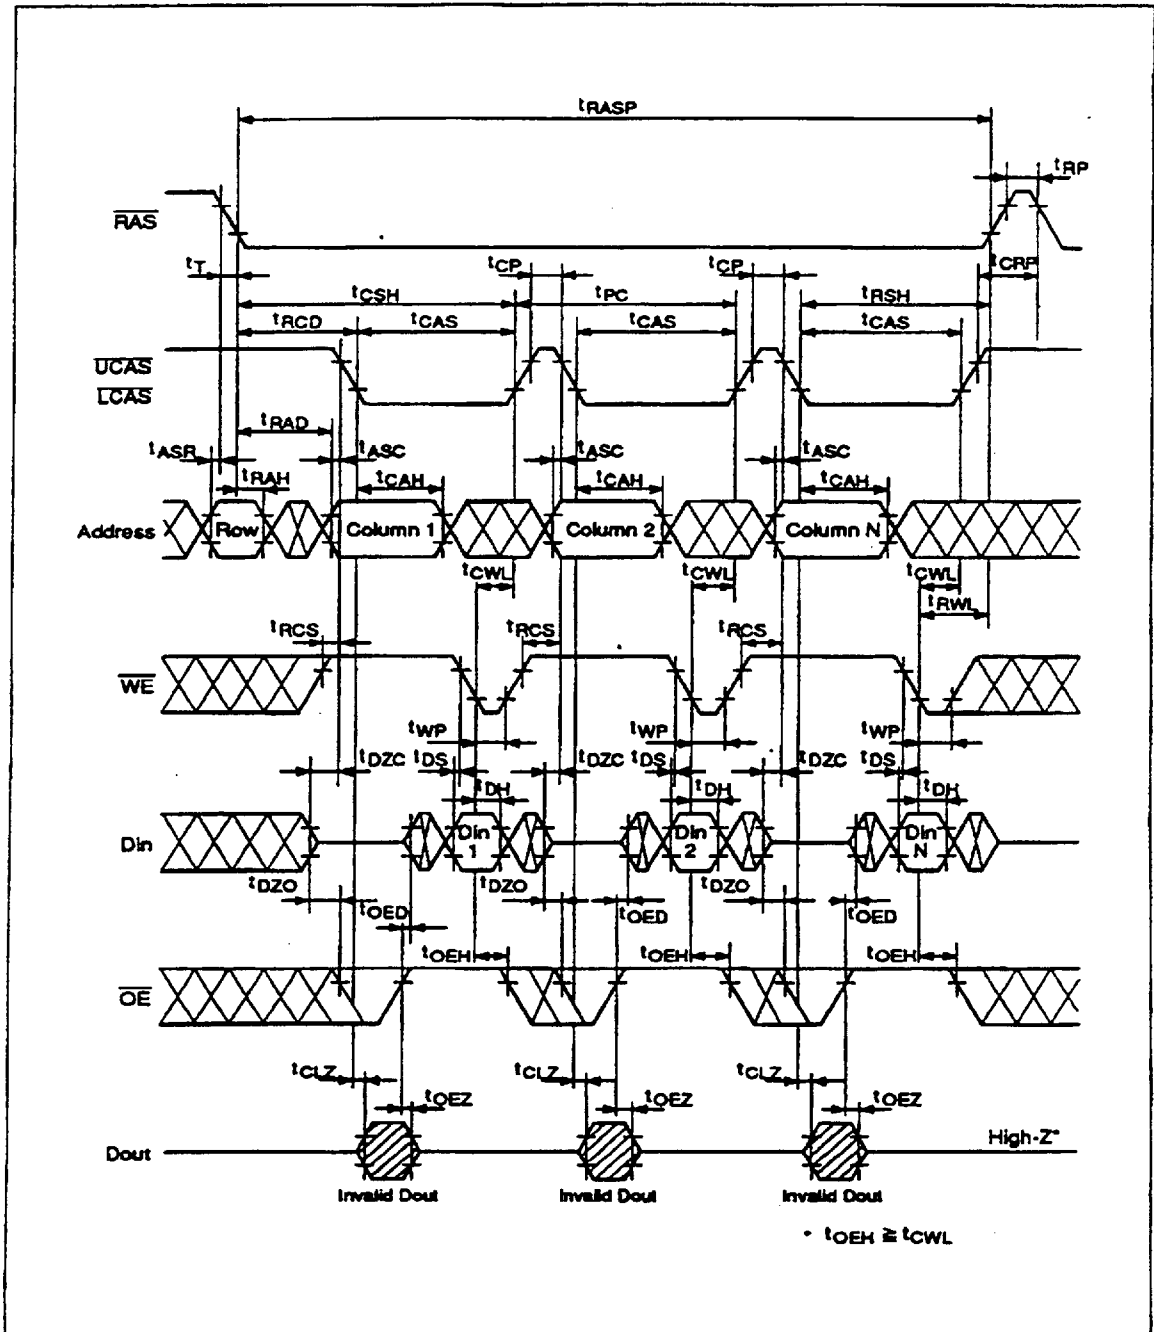 tRASP
tRP
RAS
tT
tCP
tCP
tCRP
tCSH
tPC
tRSH
tRCD
tCAS
tCAS
tCAS
UCAS
LCAS
tRAD
tASR
tASC
tASC
tASC
tRAH
tCAH
tCAH
tCAH
Address
Row
Column 1
Column 2
Column N
tCWL
tCWL
tCWL
tRWL
tRCS
tRCS
tRCS
WE
tWP
tWP
tWP
tDZC
tDS
tDZC
tDS
tDZC
tDS
tDH
tDH
tDH
Din
Din 1
Din 2
Din N
tDZO
tDZO
tDZO
tOED
tOED
tOED
tOEH
tOEH
tOEH
OE
tCLZ
tCLZ
tCLZ
tOEZ
tOEZ
tOEZ
Dout
High-Z*
Invalid Dout
Invalid Dout
Invalid Dout
* tOEH ≧ tCWL